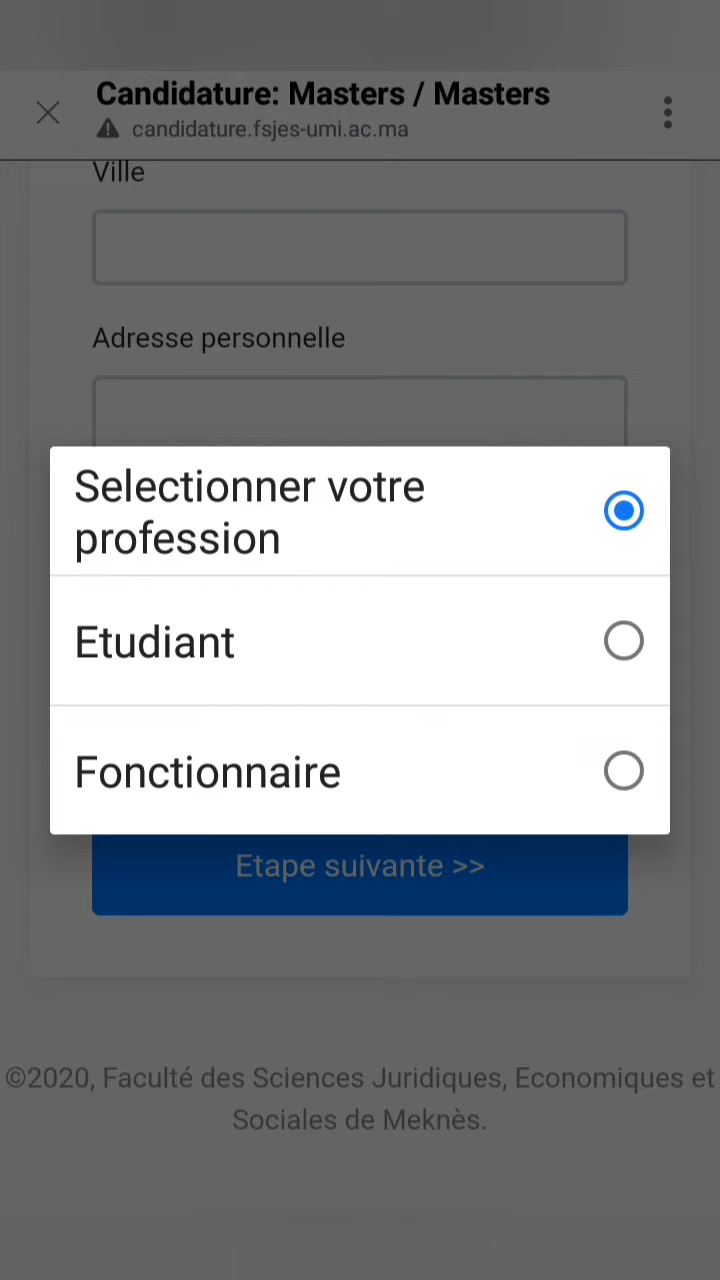 Candidature: Masters / Masters
candidature.fsjes-umi.ac.ma
Ville
Adresse personnelle
Selectionner votre
profession
Etudiant
Fonctionnaire
Etape suivante >>
©2020, Faculté des Sciences Juridiques, Economiques et
Sociales de Meknès.